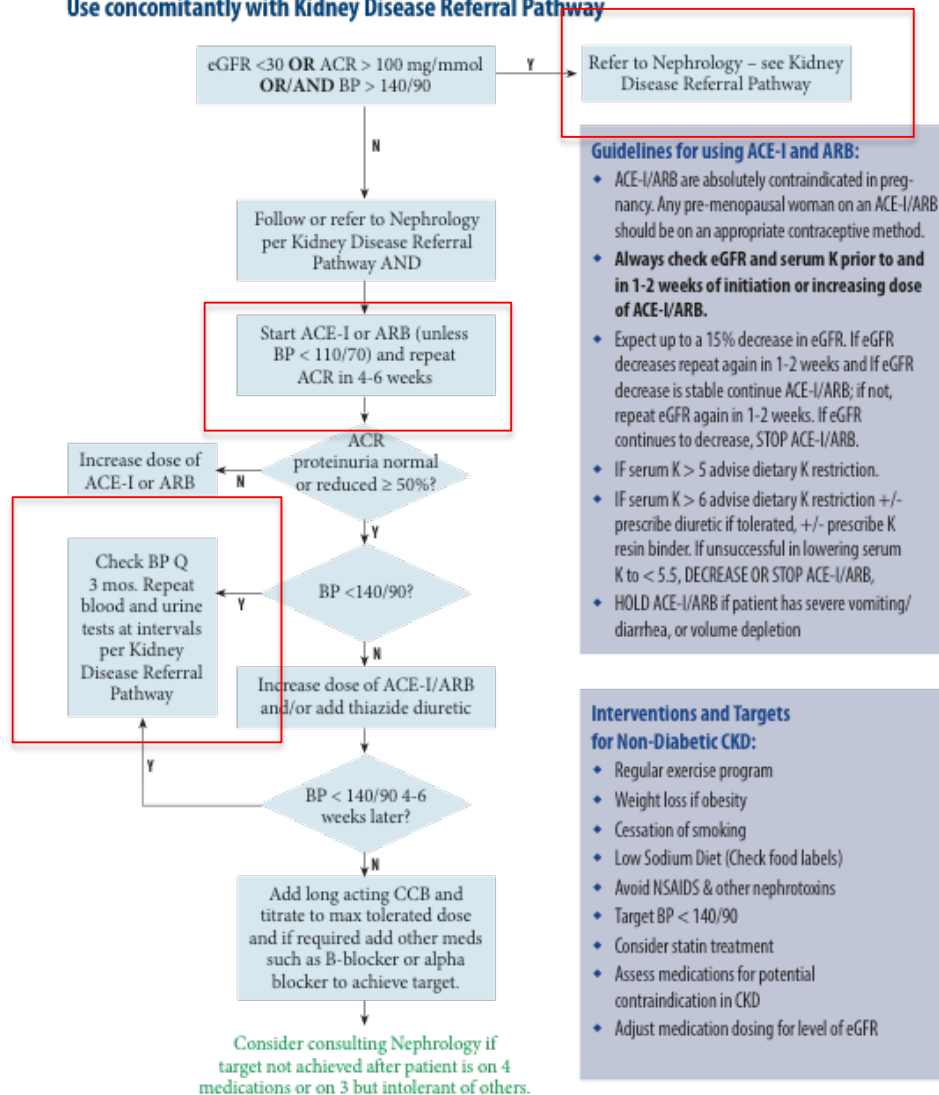 Use concomitantly with Kidney Disease Referral Pathway
eGFR <30 OR ACR > 100 mg/mmol
OR/AND BP > 140/90
Y
Refer to Nephrology – see Kidney
Disease Referral Pathway
N
Follow or refer to Nephrology
per Kidney Disease Referral
Pathway AND
Start ACE-I or ARB (unless
BP < 110/70) and repeat
ACR in 4-6 weeks
ACR
proteinuria normal
or reduced ≥ 50%?
N
Increase dose of
ACE-I or ARB
Y
BP <140/90?
Y
Check BP Q
3 mos. Repeat
blood and urine
tests at intervals
per Kidney
Disease Referral
Pathway
N
Increase dose of ACE-I/ARB
and/or add thiazide diuretic
BP < 140/90 4-6
weeks later?
Y
N
Add long acting CCB and
titrate to max tolerated dose
and if required add other meds
such as B-blocker or alpha
blocker to achieve target.
Consider consulting Nephrology if
target not achieved after patient is on 4
medications or on 3 but intolerant of others.
Guidelines for using ACE-I and ARB:
◆ ACE-I/ARB are absolutely contraindicated in preg-
nancy. Any pre-menopausal woman on an ACE-I/ARB
should be on an appropriate contraceptive method.
◆ Always check eGFR and serum K prior to and
in 1-2 weeks of initiation or increasing dose
of ACE-I/ARB.
◆ Expect up to a 15% decrease in eGFR. If eGFR
decreases repeat again in 1-2 weeks and If eGFR
decrease is stable continue ACE-I/ARB; if not,
repeat eGFR again in 1-2 weeks. If eGFR
continues to decrease, STOP ACE-I/ARB.
◆ IF serum K > 5 advise dietary K restriction.
◆ IF serum K > 6 advise dietary K restriction +/-
prescribe diuretic if tolerated, +/- prescribe K
resin binder. If unsuccessful in lowering serum
K to < 5.5, DECREASE OR STOP ACE-I/ARB,
◆ HOLD ACE-I/ARB if patient has severe vomiting/
diarrhea, or volume depletion
Interventions and Targets
for Non-Diabetic CKD:
◆ Regular exercise program
◆ Weight loss if obesity
◆ Cessation of smoking
◆ Low Sodium Diet (Check food labels)
◆ Avoid NSAIDS & other nephrotoxins
◆ Target BP < 140/90
◆ Consider statin treatment
◆ Assess medications for potential
contraindication in CKD
◆ Adjust medication dosing for level of eGFR